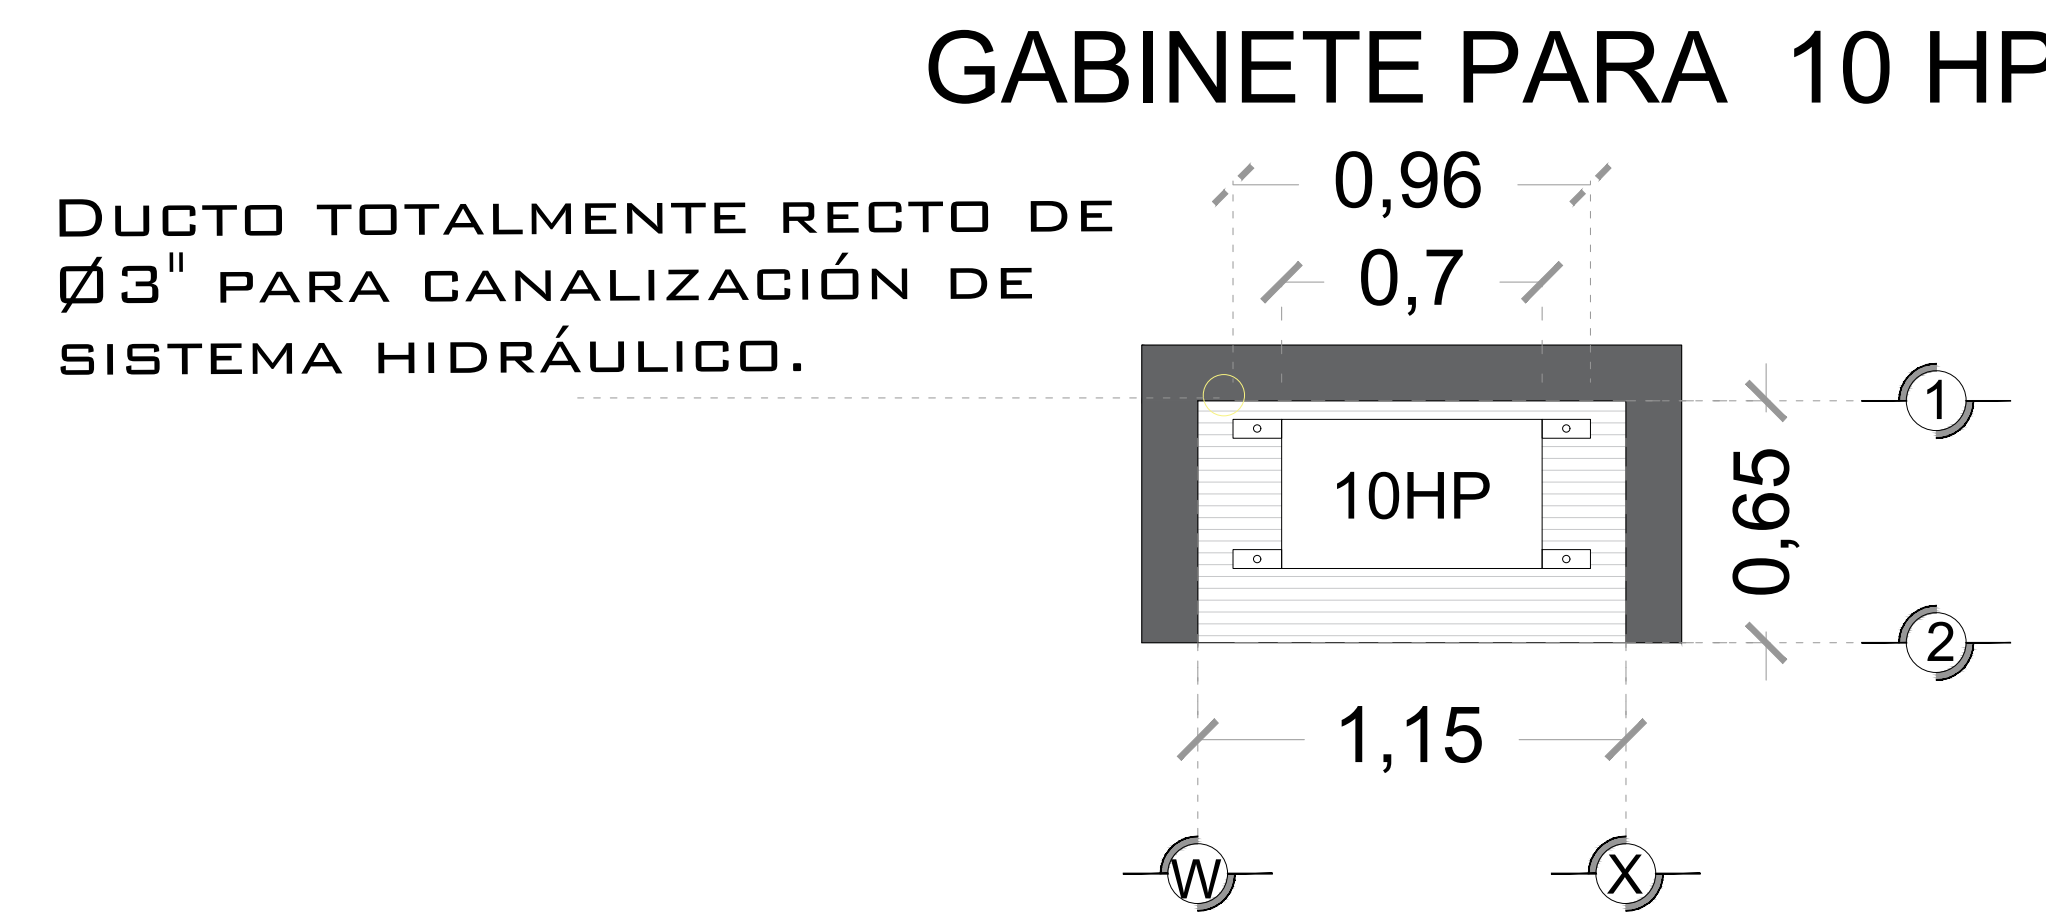 GABINETE PARA 10 HP
DUCTO TOTALMENTE RECTO DE
Ø3" PARA CANALIZACIÓN DE
SISTEMA HIDRÁULICO.
0,96
0,7
1
10HP
0,65
2
1,15
W
X